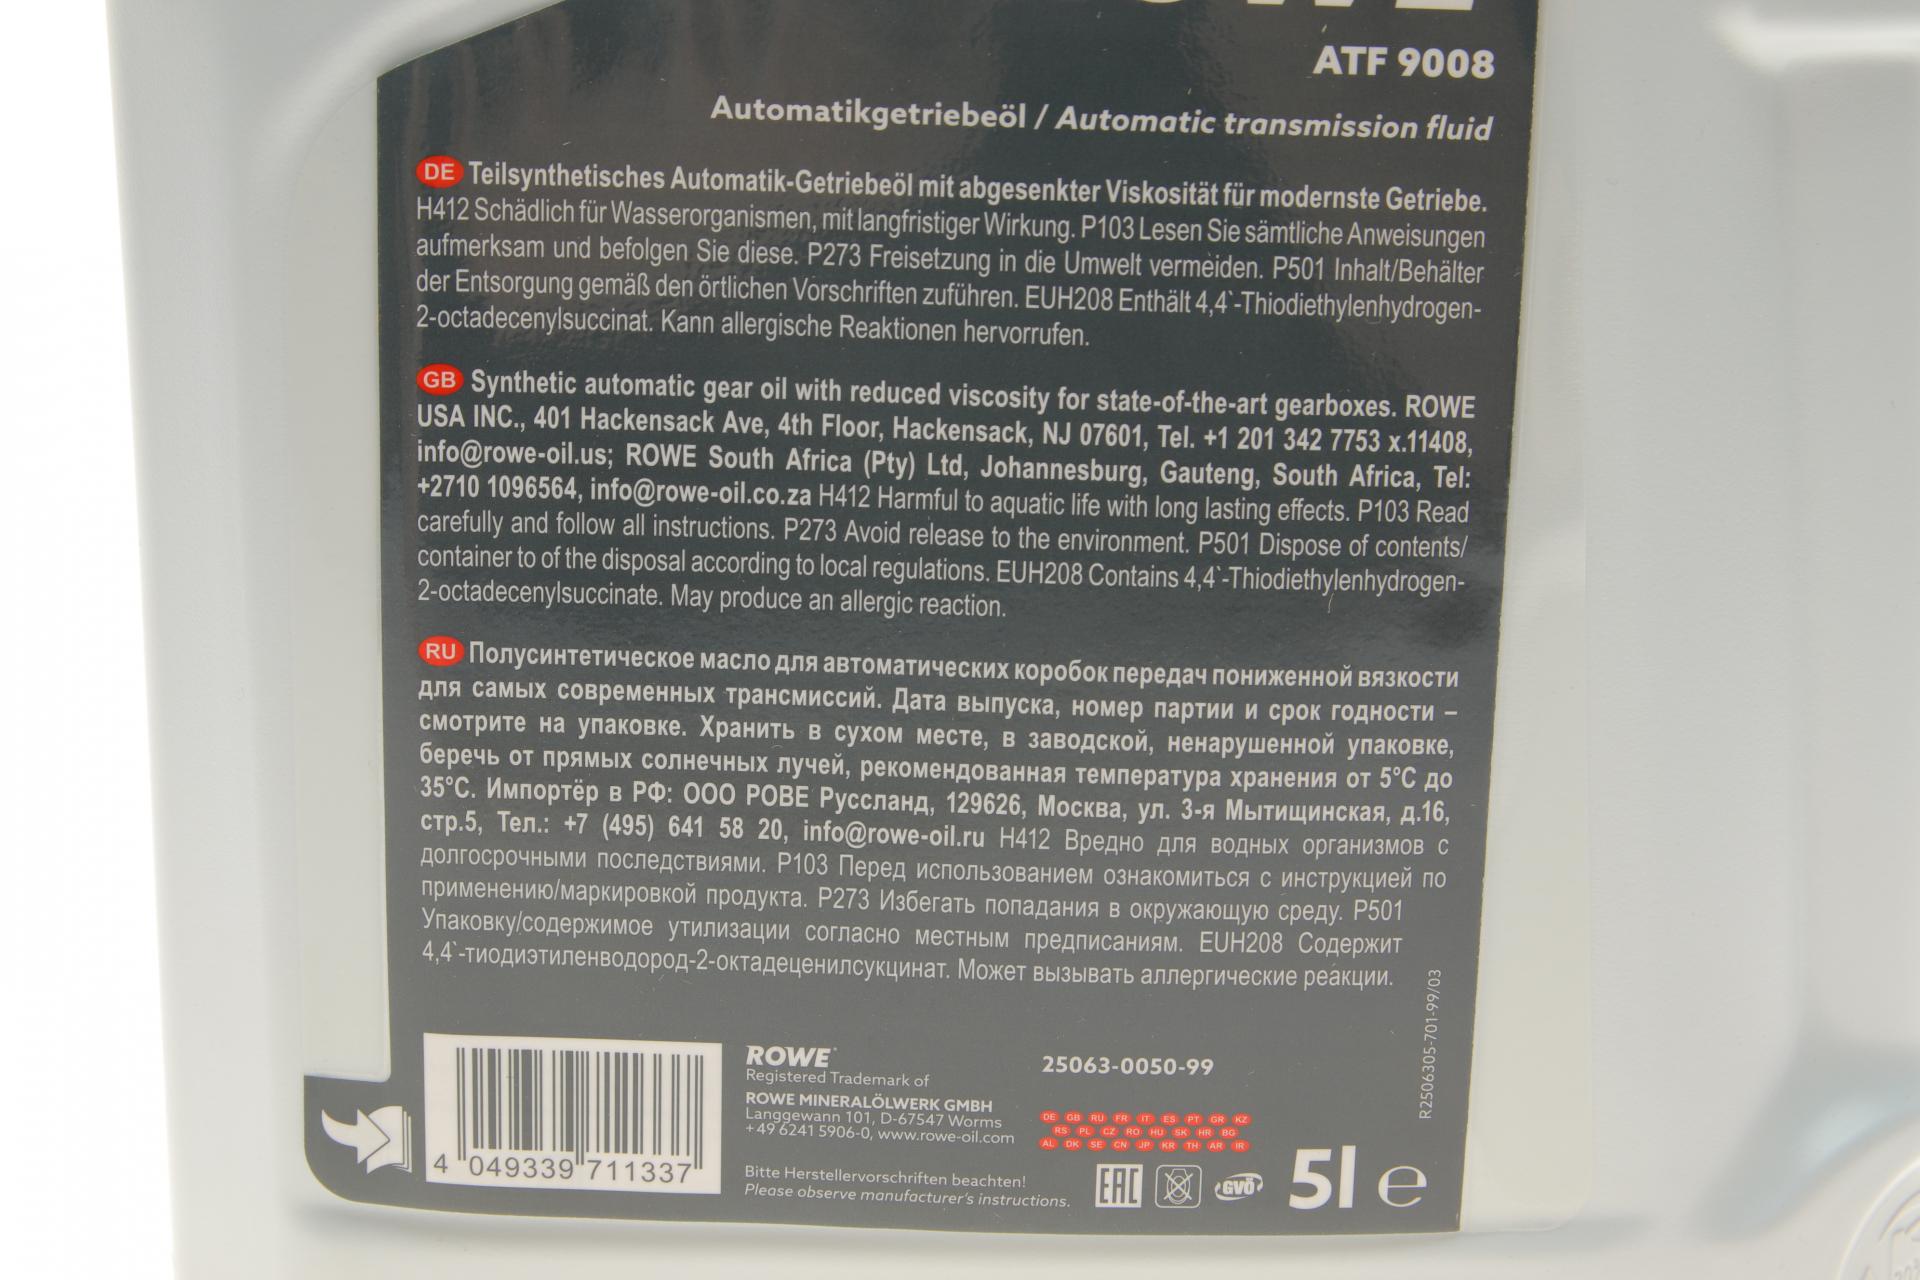 ATF 9008
Automatikgetriebeöl / Automatic transmission fluid
DE Teilsynthetisches Automatik-Getriebeöl mit abgesenkter Viskosität für modernste Getriebe.
H412 Schädlich für Wasserorganismen, mit langfristiger Wirkung. P103 Lesen Sie sämtliche Anweisungen
aufmerksam und befolgen Sie diese. P273 Freisetzung in die Umwelt vermeiden. P501 Inhalt/Behälter
der Entsorgung gemäß den örtlichen Vorschriften zuführen. EUH208 Enthält 4,4`-Thiodiethylenhydrogen-
2-octadecenylsuccinat. Kann allergische Reaktionen hervorrufen.
GB Synthetic automatic gear oil with reduced viscosity for state-of-the-art gearboxes. ROWE
USA INC., 401 Hackensack Ave, 4th Floor, Hackensack, NJ 07601, Tel. +1 201 342 7753 x.11408,
info@rowe-oil.us; ROWE South Africa (Pty) Ltd, Johannesburg, Gauteng, South Africa, Tel:
+2710 1096564, info@rowe-oil.co.za H412 Harmful to aquatic life with long lasting effects. P103 Read
carefully and follow all instructions. P273 Avoid release to the environment. P501 Dispose of contents/
container to of the disposal according to local regulations. EUH208 Contains 4,4`-Thiodiethylenhydrogen-
2-octadecenylsuccinate. May produce an allergic reaction.
RU Полусинтетическое масло для автоматических коробок передач пониженной вязкости
для самых современных трансмиссий. Дата выпуска, номер партии и срок годности –
смотрите на упаковке. Хранить в сухом месте, в заводской, ненарушенной упаковке,
беречь от прямых солнечных лучей, рекомендованная температура хранения от 5°C до
35°C. Импортёр в РФ: ООО РОВЕ Руссланд, 129626, Москва, ул. 3-я Мытищинская, д.16,
стр.5, Тел.: +7 (495) 641 58 20, info@rowe-oil.ru H412 Вредно для водных организмов с
долгосрочными последствиями. P103 Перед использованием ознакомиться с инструкцией по
применению/маркировкой продукта. P273 Избегать попадания в окружающую среду. P501
Упаковку/содержимое утилизации согласно местным предписаниям. EUH208 Содержит
4,4`-тиодиэтиленводород-2-октадеценилсукцинат. Может вызывать аллергические реакции.
R2506305-701-99/03
4 049339 711337
ROWE
Registered Trademark of
ROWE MINERALÖLWERK GMBH
Langgewann 101, D-67547 Worms
+49 6241 5906-0, www.rowe-oil.com
Bitte Herstellervorschriften beachten!
Please observe manufacturer's instructions.
25063-0050-99
DE GB RU FR IT ES PT GR KZ
RS PL CZ RO HU SK HR BG
AL DK SE CN JP KR TH AR IR
EAC GVÖ 5l e